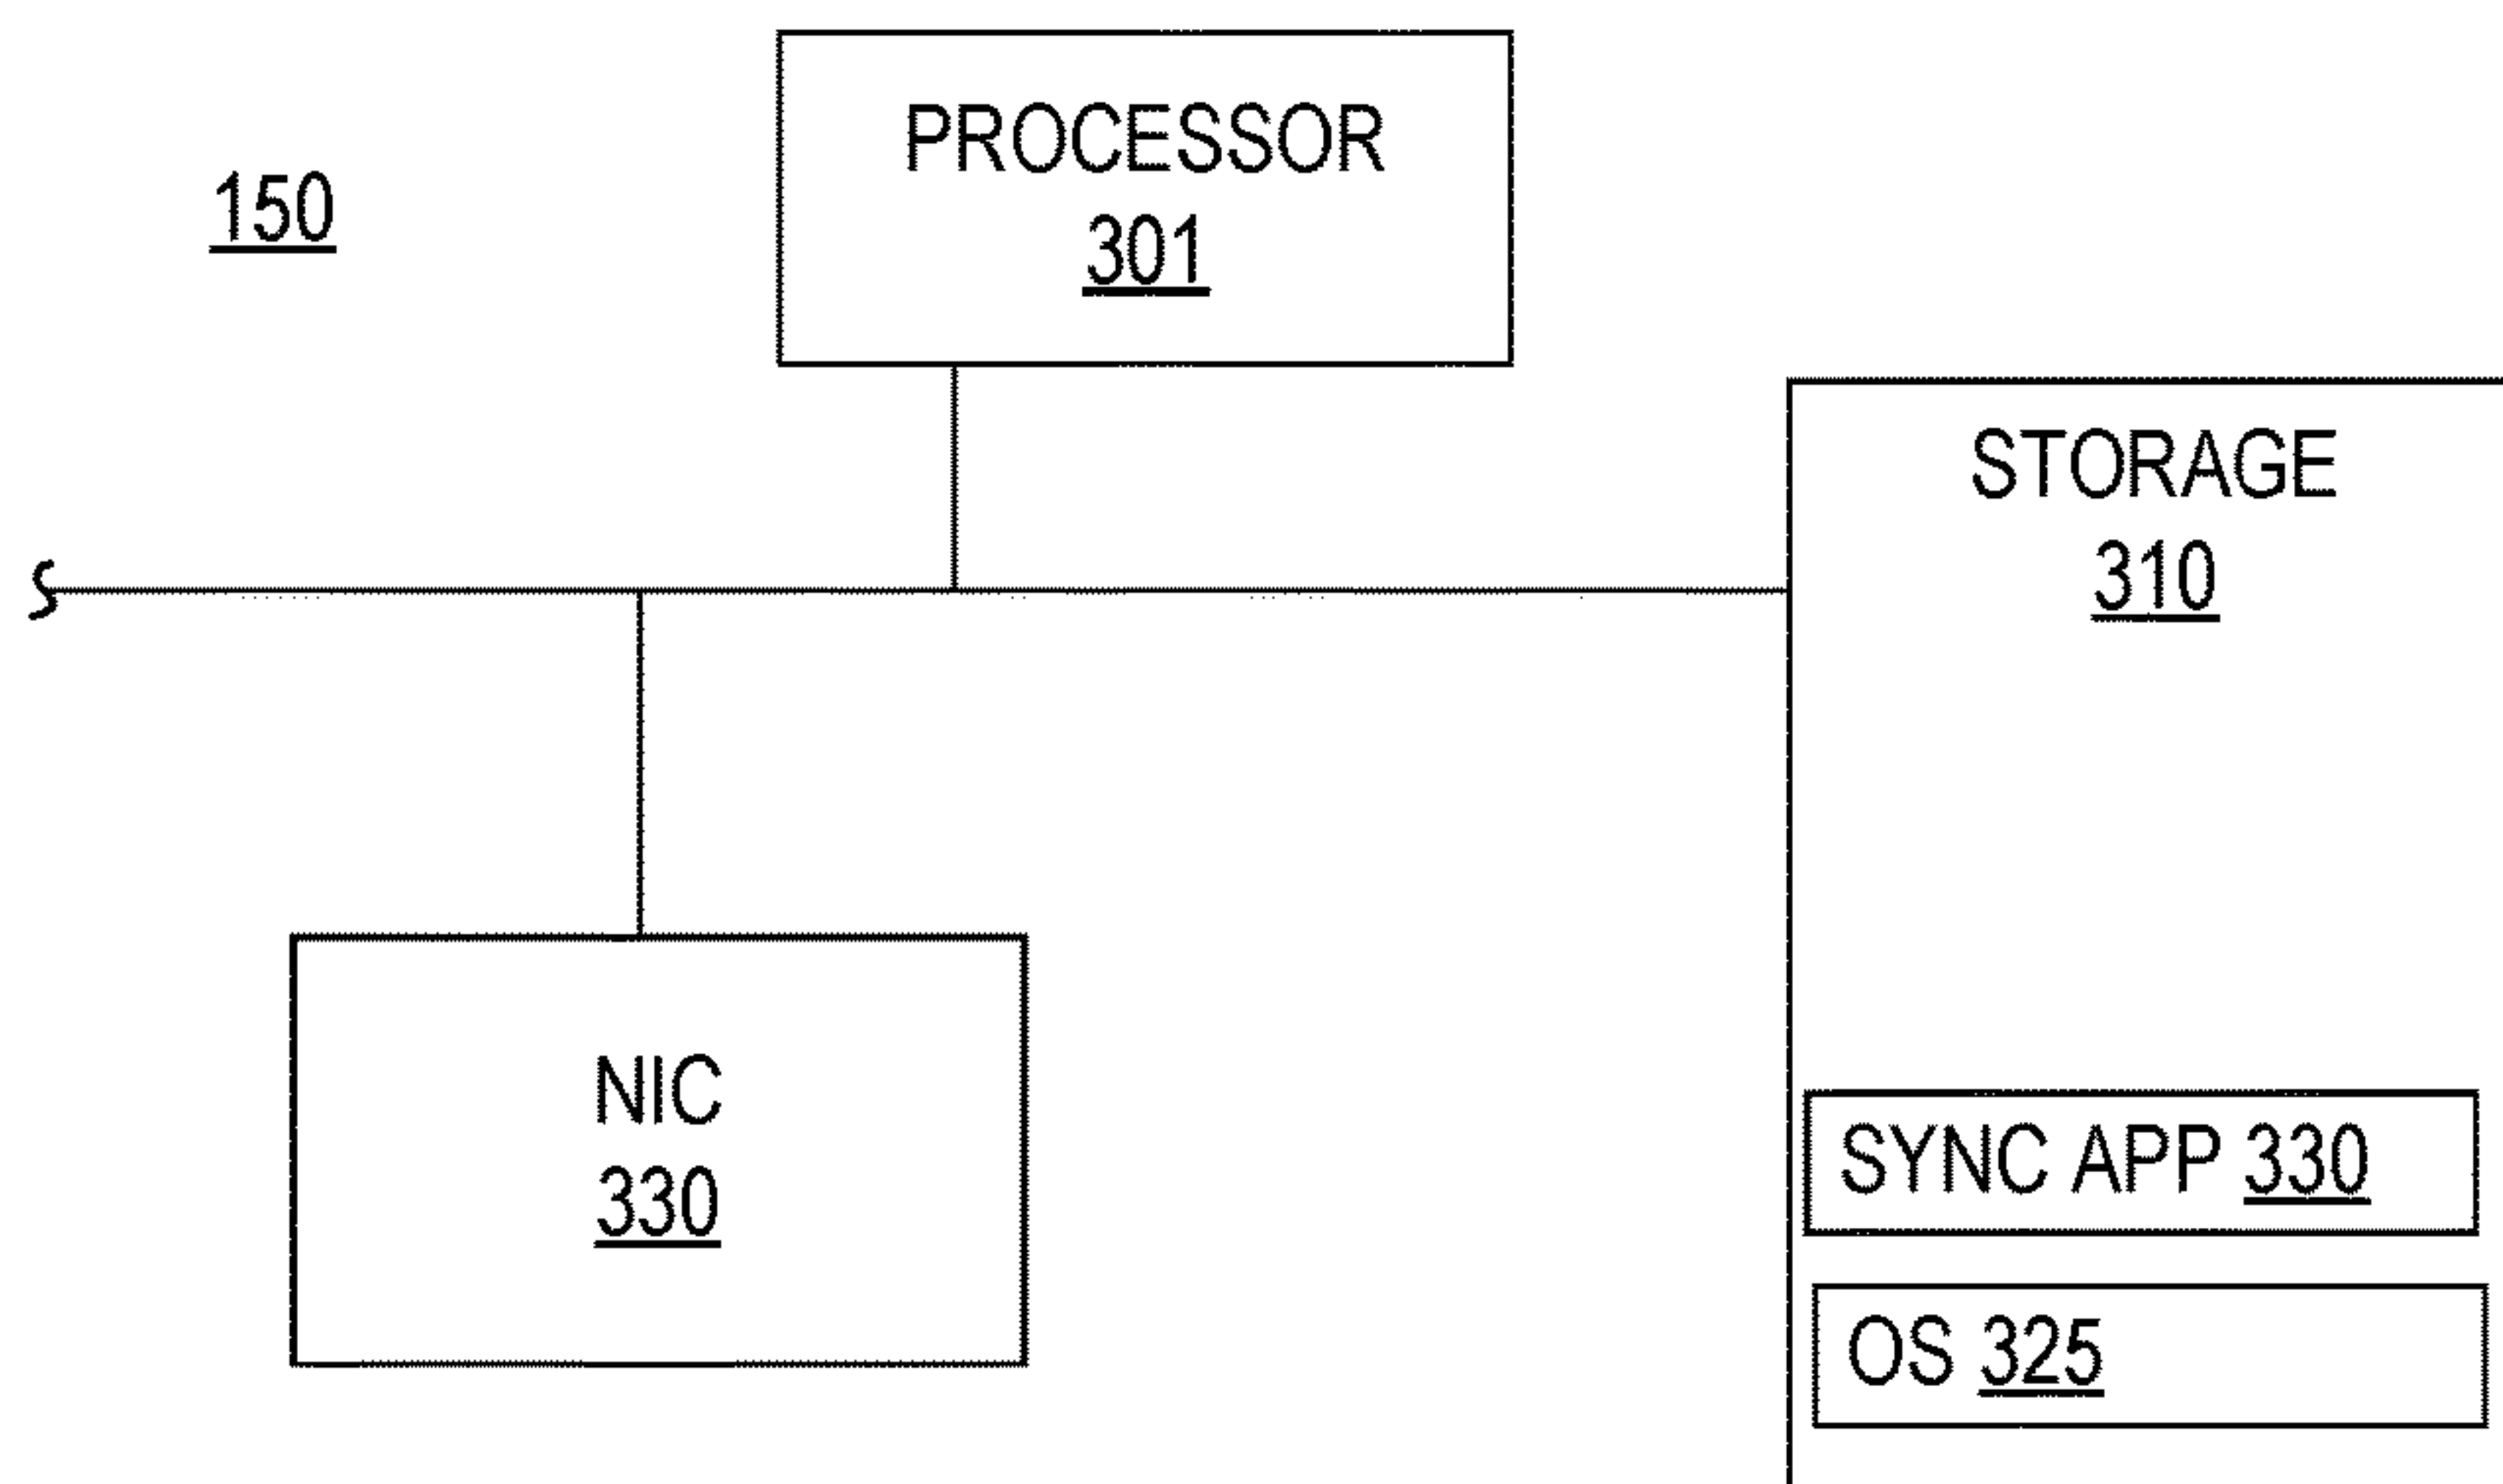 150
PROCESSOR
301
STORAGE
310
NIC
330
SYNC APP 330
OS 325